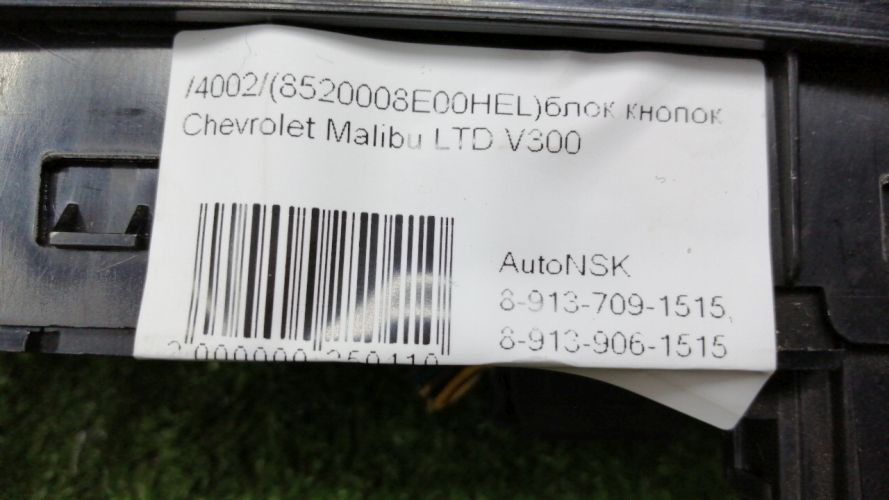 /4002/(8520008E00HEL)блок кнопок
Chevrolet Malibu LTD V300
AutoNSK
8-913-709-1515,
8-913-906-1515